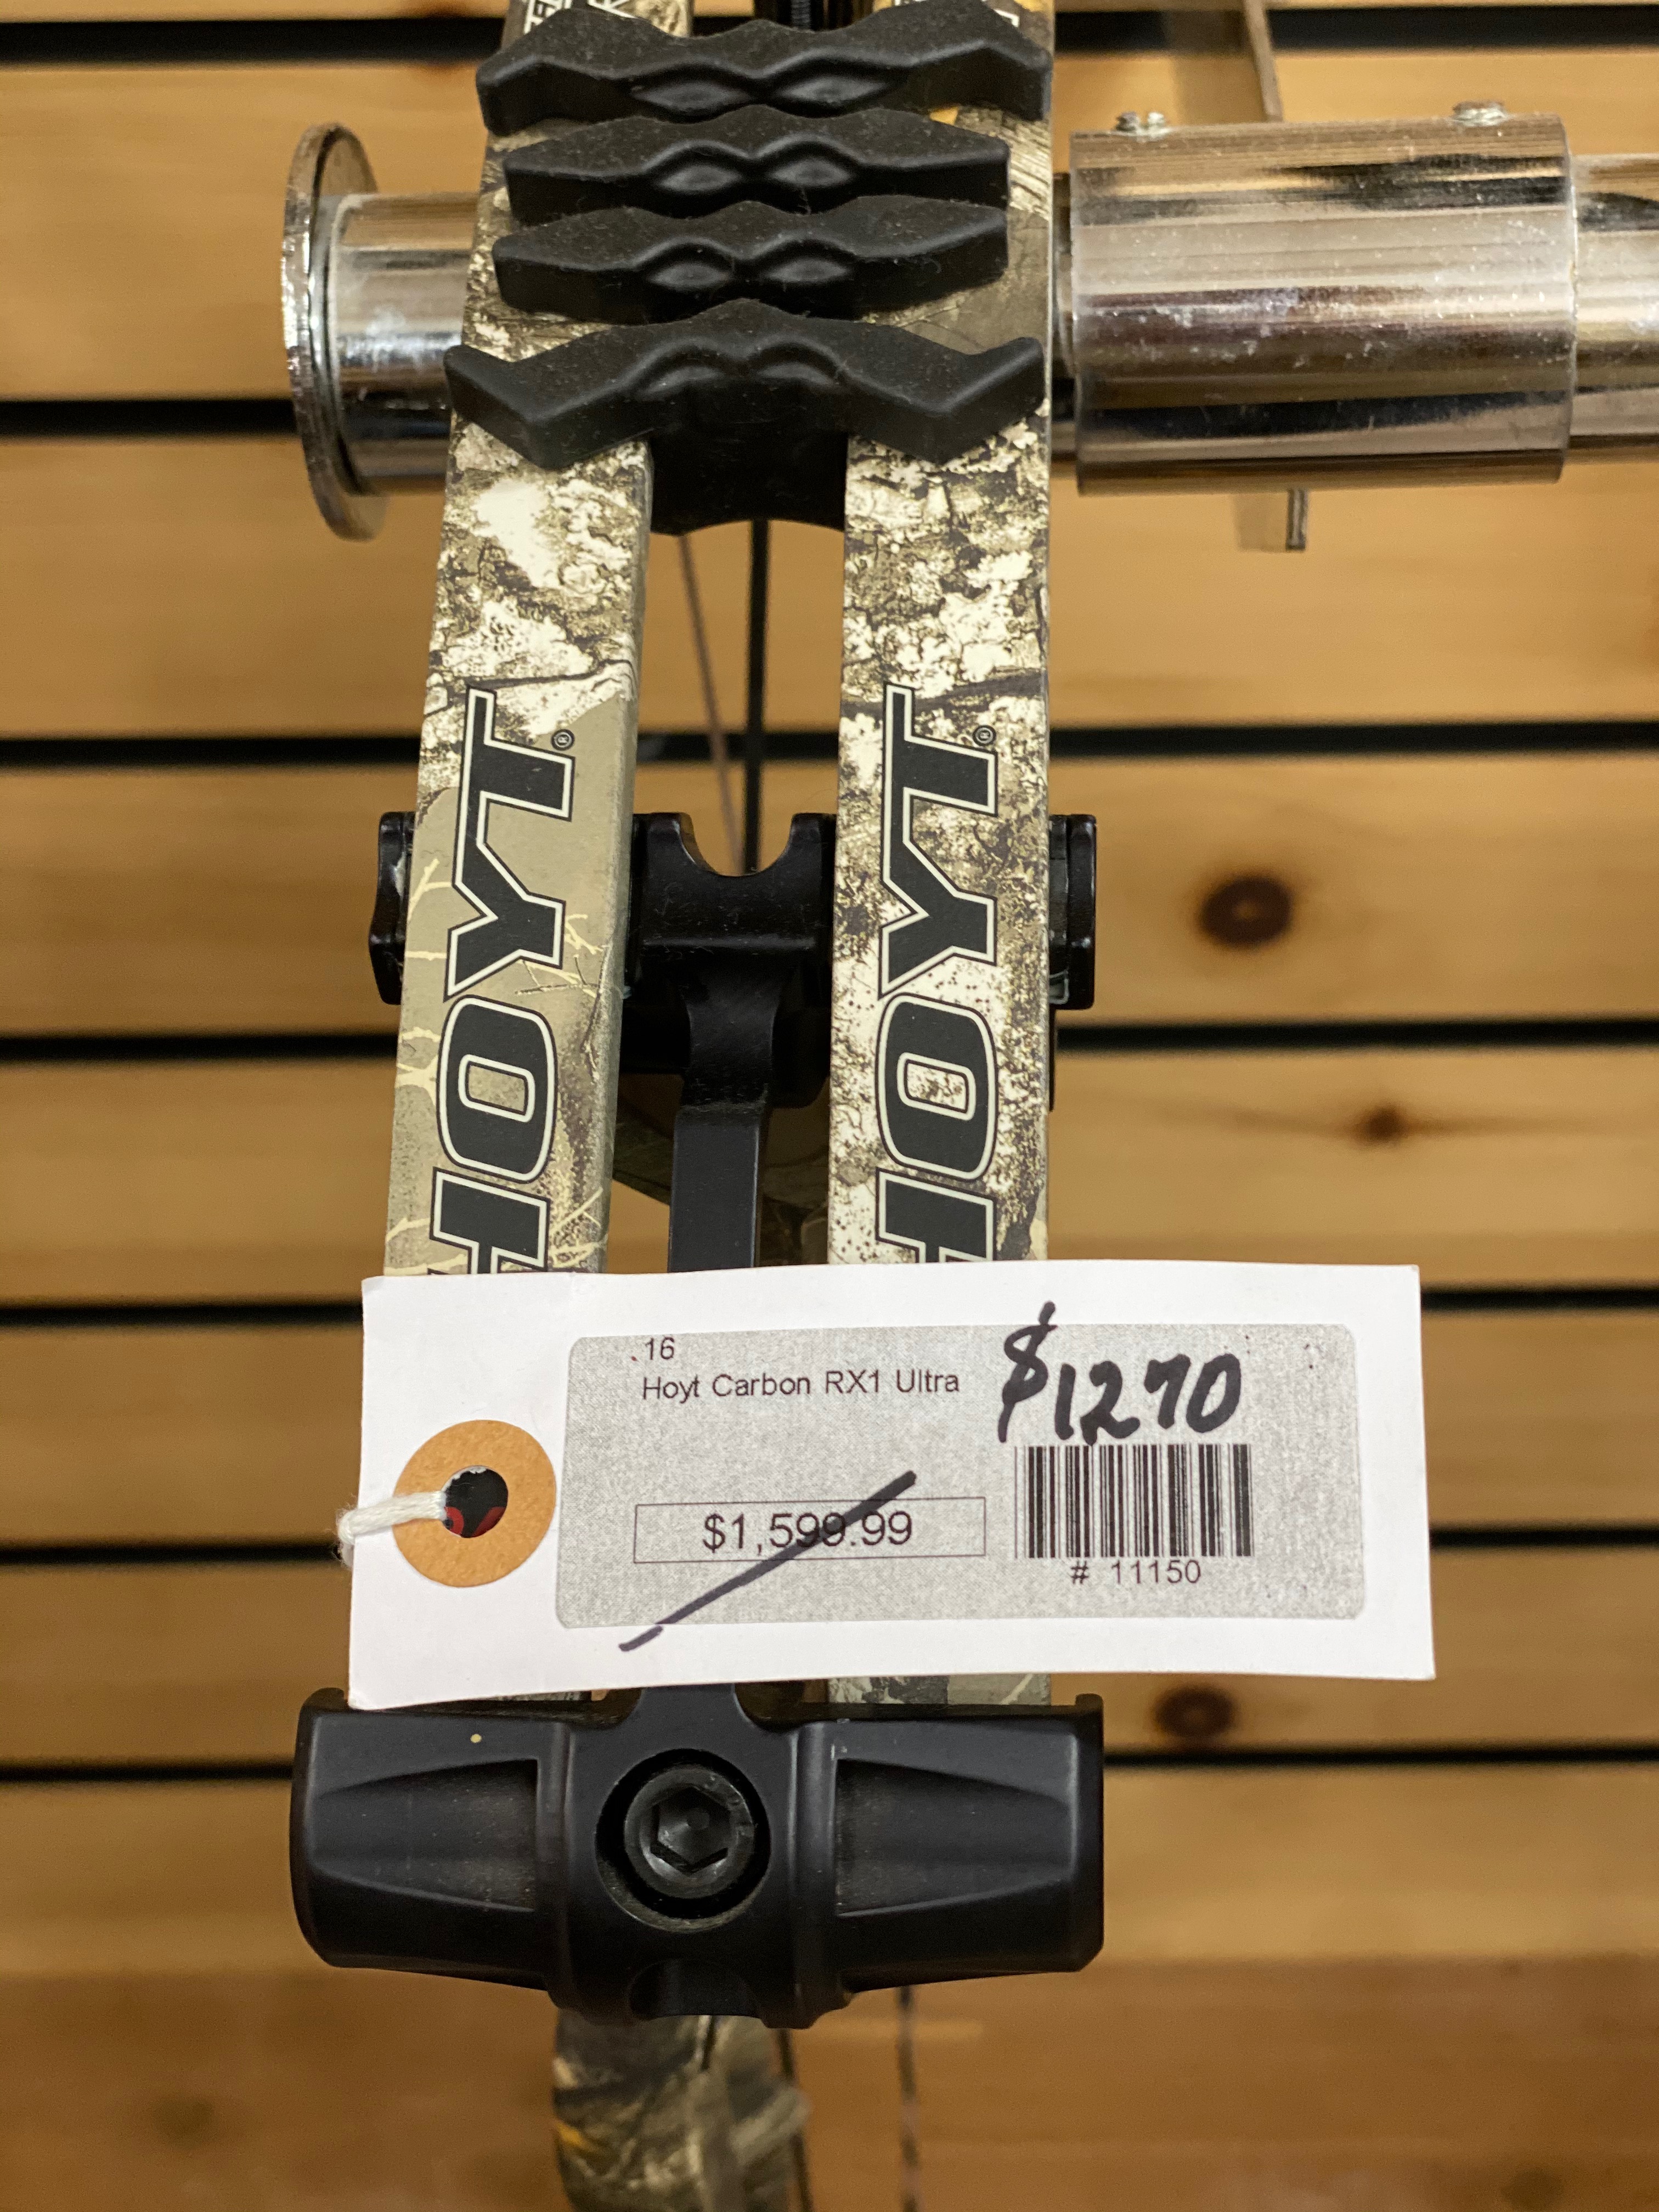 HOYT®
HOYT®
.16
Hoyt Carbon RX1 Ultra
$1270
$1,599.99
# 11150